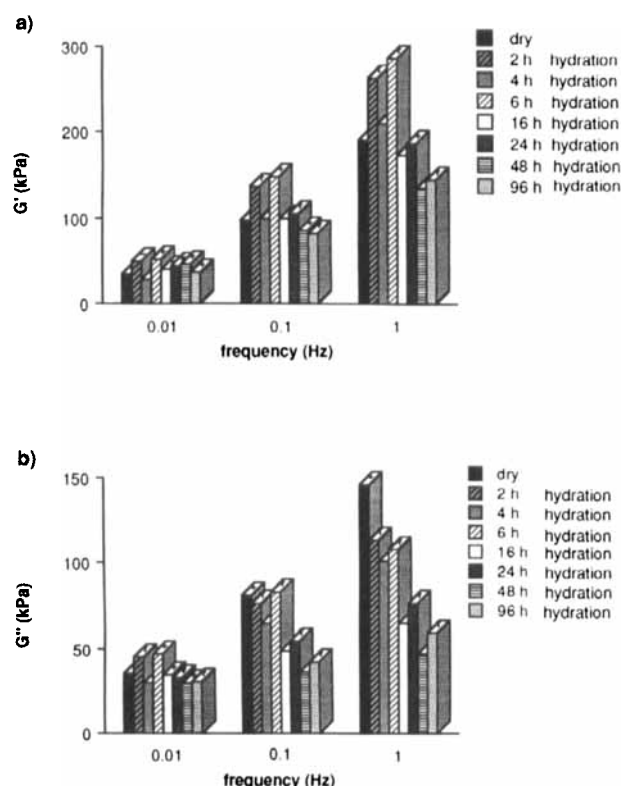 a)
300
200
100
0
G' (kPa)
0.01 0.1 1
frequency (Hz)
dry
2 h hydration
4 h hydration
6 h hydration
16 h hydration
24 h hydration
48 h hydration
96 h hydration
b)
150
100
50
0
G'' (kPa)
0.01 0.1 1
frequency (Hz)
dry
2 h hydration
4 h hydration
6 h hydration
16 h hydration
24 h hydration
48 h hydration
96 h hydration